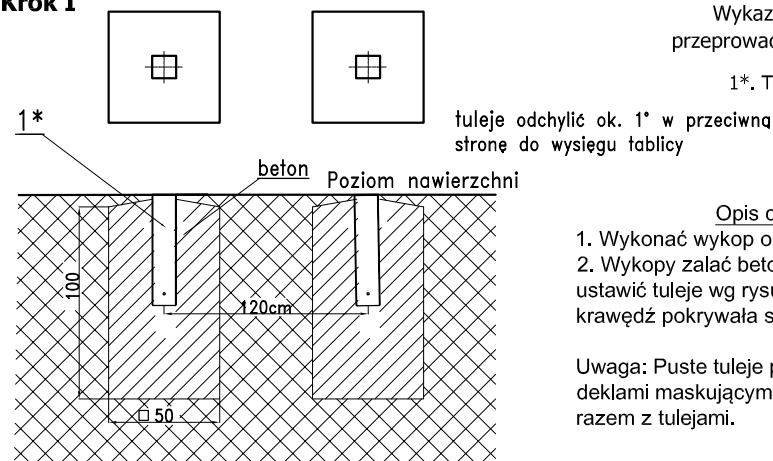 Krok 1
Wykaz
przeprowad
1*. T
1*
tuleje odchylić ok. 1° w przeciwną
stronę do wysięgu tablicy
beton
Poziom nawierzchni
100
120cm
□ 50
Opis c
1. Wykonać wykop o
2. Wykopy zalać beto
ustawić tuleje wg rysu
krawędź pokrywała s
Uwaga: Puste tuleje p
deklami maskującym
razem z tulejami.